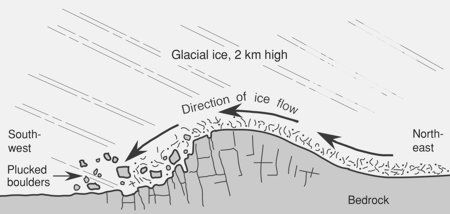 Glacial ice, 2 km high
Direction of ice flow
South-
west
North-
east
Plucked
boulders
Bedrock